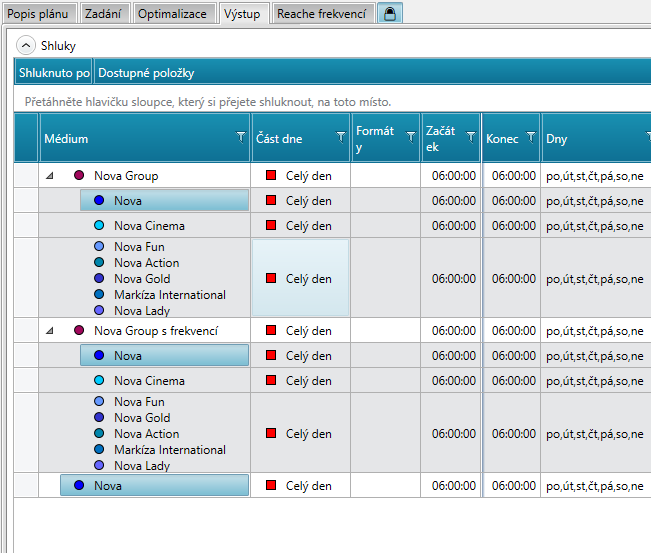 Popis plánu Zadání Optimalizace Výstup Reache frekvencí
Shluky
Shluknuto po Dostupné položky
Přetáhněte hlavičku sloupce, který si přejete shluknout, na toto místo.
Médium Část dne Formát
y Začát
ek Konec Dny
Nova Group Celý den 06:00:00 06:00:00 po,út,st,čt,pá,so,ne
Nova Celý den 06:00:00 06:00:00 po,út,st,čt,pá,so,ne
Nova Cinema Celý den 06:00:00 06:00:00 po,út,st,čt,pá,so,ne
Nova Fun
Nova Action
Nova Gold Celý den 06:00:00 06:00:00 po,út,st,čt,pá,so,ne
Markíza International
Nova Lady
Nova Group s frekvencí Celý den 06:00:00 06:00:00 po,út,st,čt,pá,so,ne
Nova Celý den 06:00:00 06:00:00 po,út,st,čt,pá,so,ne
Nova Cinema Celý den 06:00:00 06:00:00 po,út,st,čt,pá,so,ne
Nova Fun
Nova Gold
Nova Action Celý den 06:00:00 06:00:00 po,út,st,čt,pá,so,ne
Markíza International
Nova Lady
Nova Celý den 06:00:00 06:00:00 po,út,st,čt,pá,so,ne